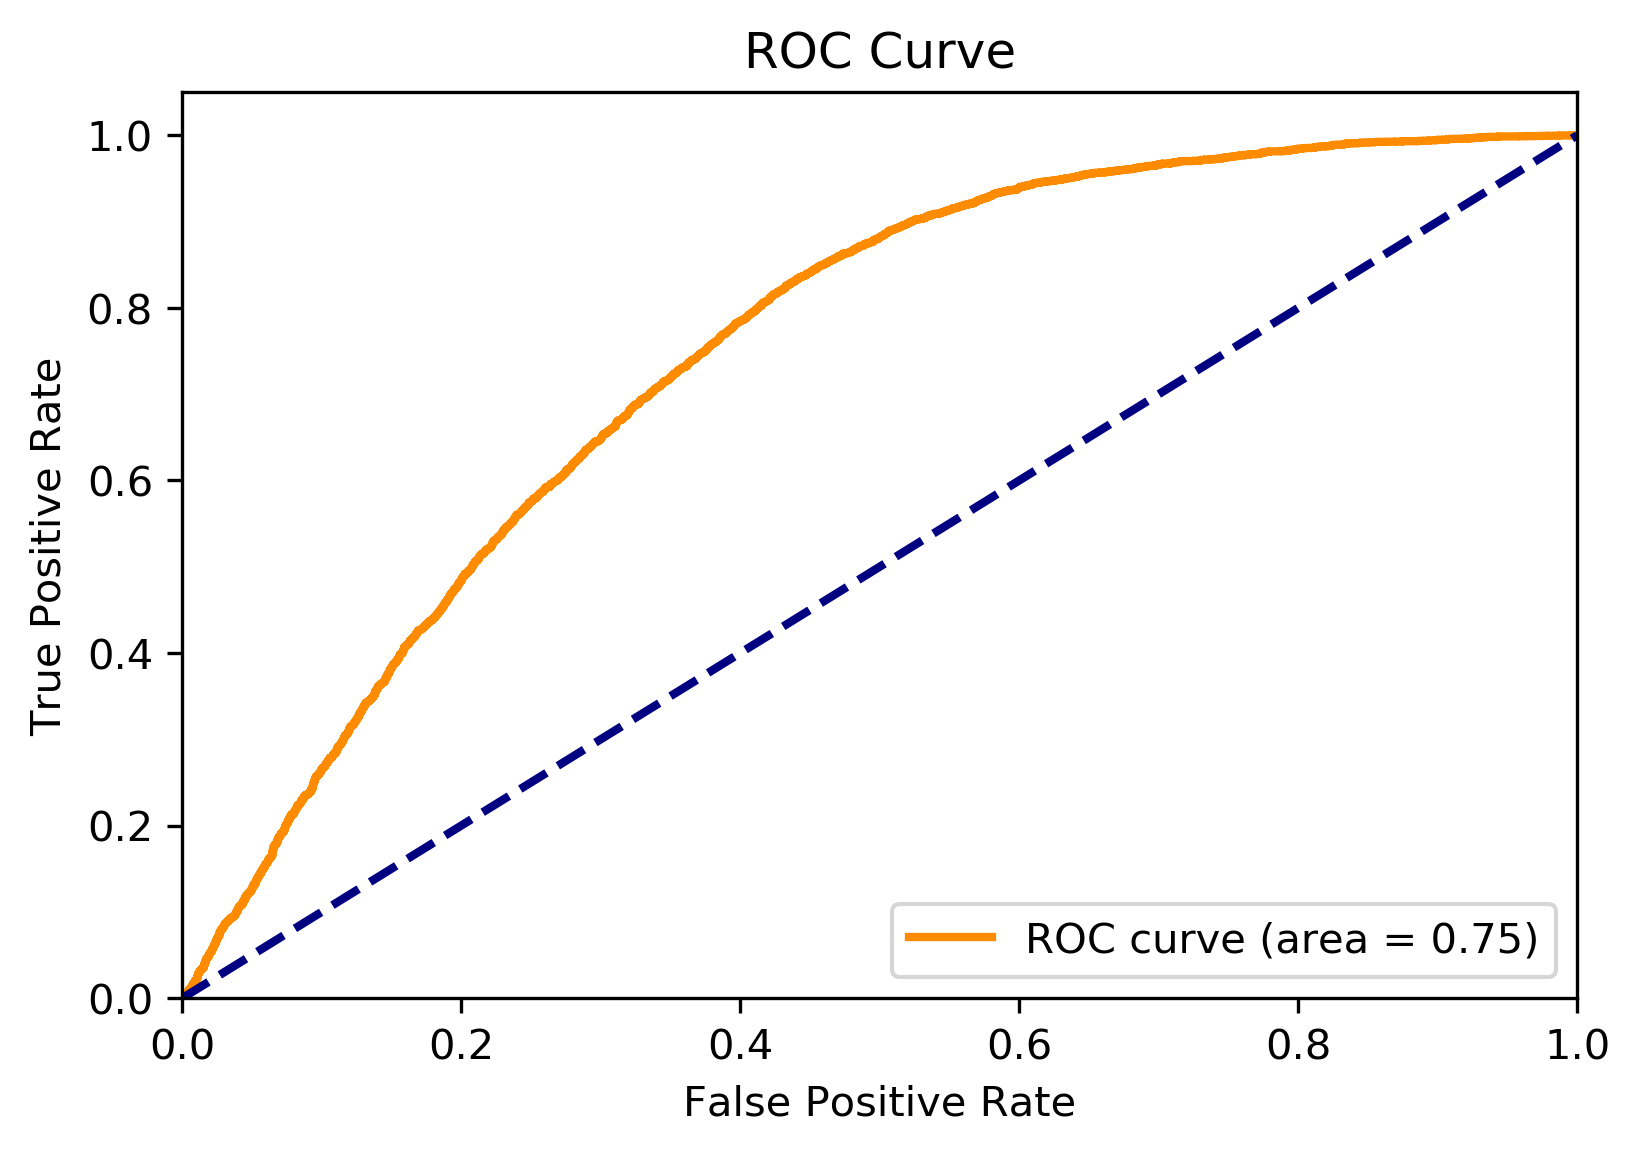 ROC Curve
True Positive Rate
1.0
0.8
0.6
0.4
0.2
0.0
ROC curve (area = 0.75)
0.0 0.2 0.4 0.6 0.8 1.0
False Positive Rate